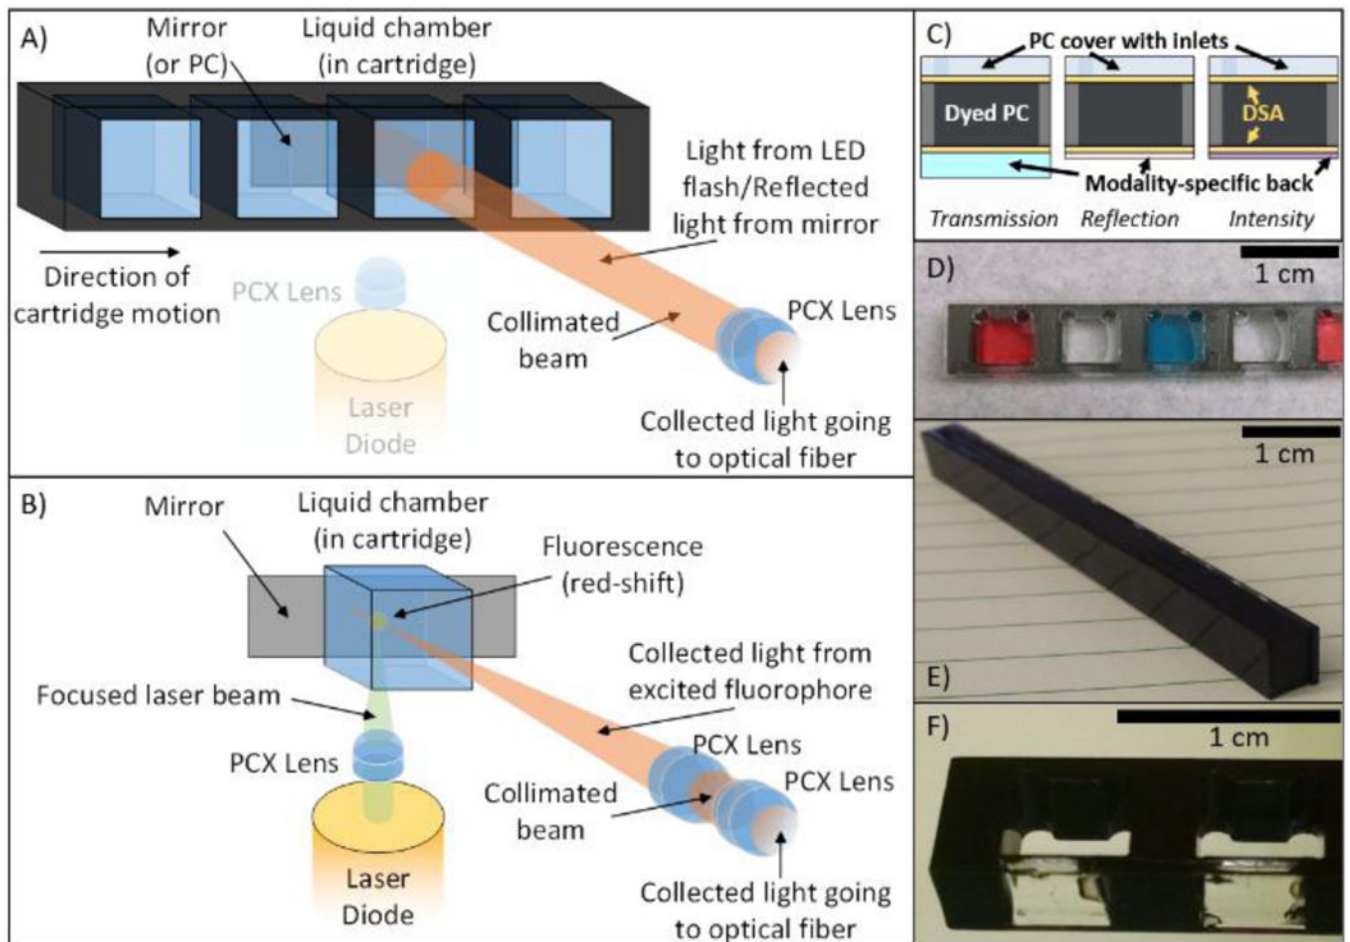 A)
Mirror
(or PC)
Liquid chamber
(in cartridge)
Light from LED
flash/Reflected
light from mirror
Direction of
cartridge motion
PCX Lens
Laser
Diode
Collimated
beam
PCX Lens
Collected light going
to optical fiber
B)
Mirror
Liquid chamber
(in cartridge)
Fluorescence
(red-shift)
Focused laser beam
Collected light from
excited fluorophore
PCX Lens
PCX Lens
PCX Lens
Collimated
beam
Laser
Diode
Collected light going
to optical fiber
C)
PC cover with inlets
Dyed PC
DSA
Modality-specific back
Transmission Reflection Intensity
D)
1 cm
1 cm
E)
F)
1 cm